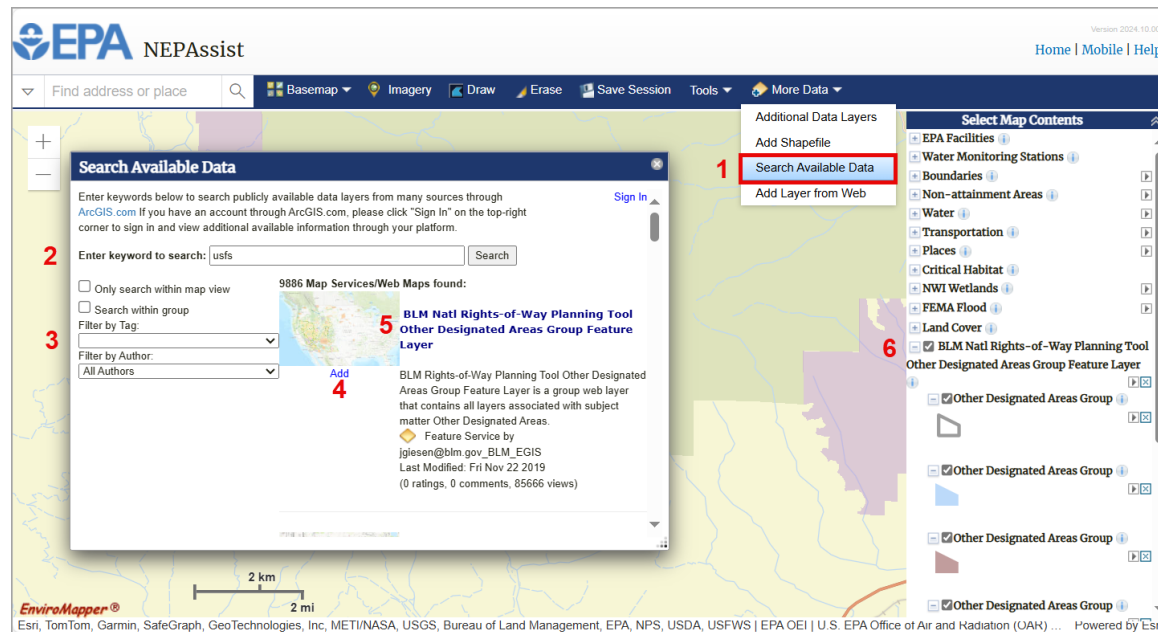 EPA NEPAssist
Version 2024.10.00
Home | Mobile | Help
Find address or place
Basemap
Imagery
Draw
Erase
Save Session
Tools
More Data
Additional Data Layers
Add Shapefile
1
Search Available Data
Add Layer from Web
Search Available Data
Enter keywords below to search publicly available data layers from many sources through
ArcGIS.com If you have an account through ArcGIS.com, please click "Sign In" on the top-right
corner to sign in and view additional available information through your platform.
Sign In
2
Enter keyword to search:
usfs
Search
Only search within map view
Search within group
3
Filter by Tag:
Filter by Author:
All Authors
9886 Map Services/Web Maps found:
Add
4
5
BLM Natl Rights-of-Way Planning Tool
Other Designated Areas Group Feature
Layer
BLM Rights-of-Way Planning Tool Other Designated
Areas Group Feature Layer is a group web layer
that contains all layers associated with subject
matter Other Designated Areas.
Feature Service by
jgiesen@blm.gov_BLM_EGIS
Last Modified: Fri Nov 22 2019
(0 ratings, 0 comments, 85666 views)
Select Map Contents
EPA Facilities
Water Monitoring Stations
Boundaries
Non-attainment Areas
Water
Transportation
Places
Critical Habitat
NWI Wetlands
FEMA Flood
Land Cover
6
BLM Natl Rights-of-Way Planning Tool
Other Designated Areas Group Feature Layer
Other Designated Areas Group
Other Designated Areas Group
Other Designated Areas Group
Other Designated Areas Group
2 km
2 mi
EnviroMapper ®
Esri, TomTom, Garmin, SafeGraph, GeoTechnologies, Inc, METI/NASA, USGS, Bureau of Land Management, EPA, NPS, USDA, USFWS | EPA OEI | U.S. EPA Office of Air and Radiation (OAR) ... Powered by Esri